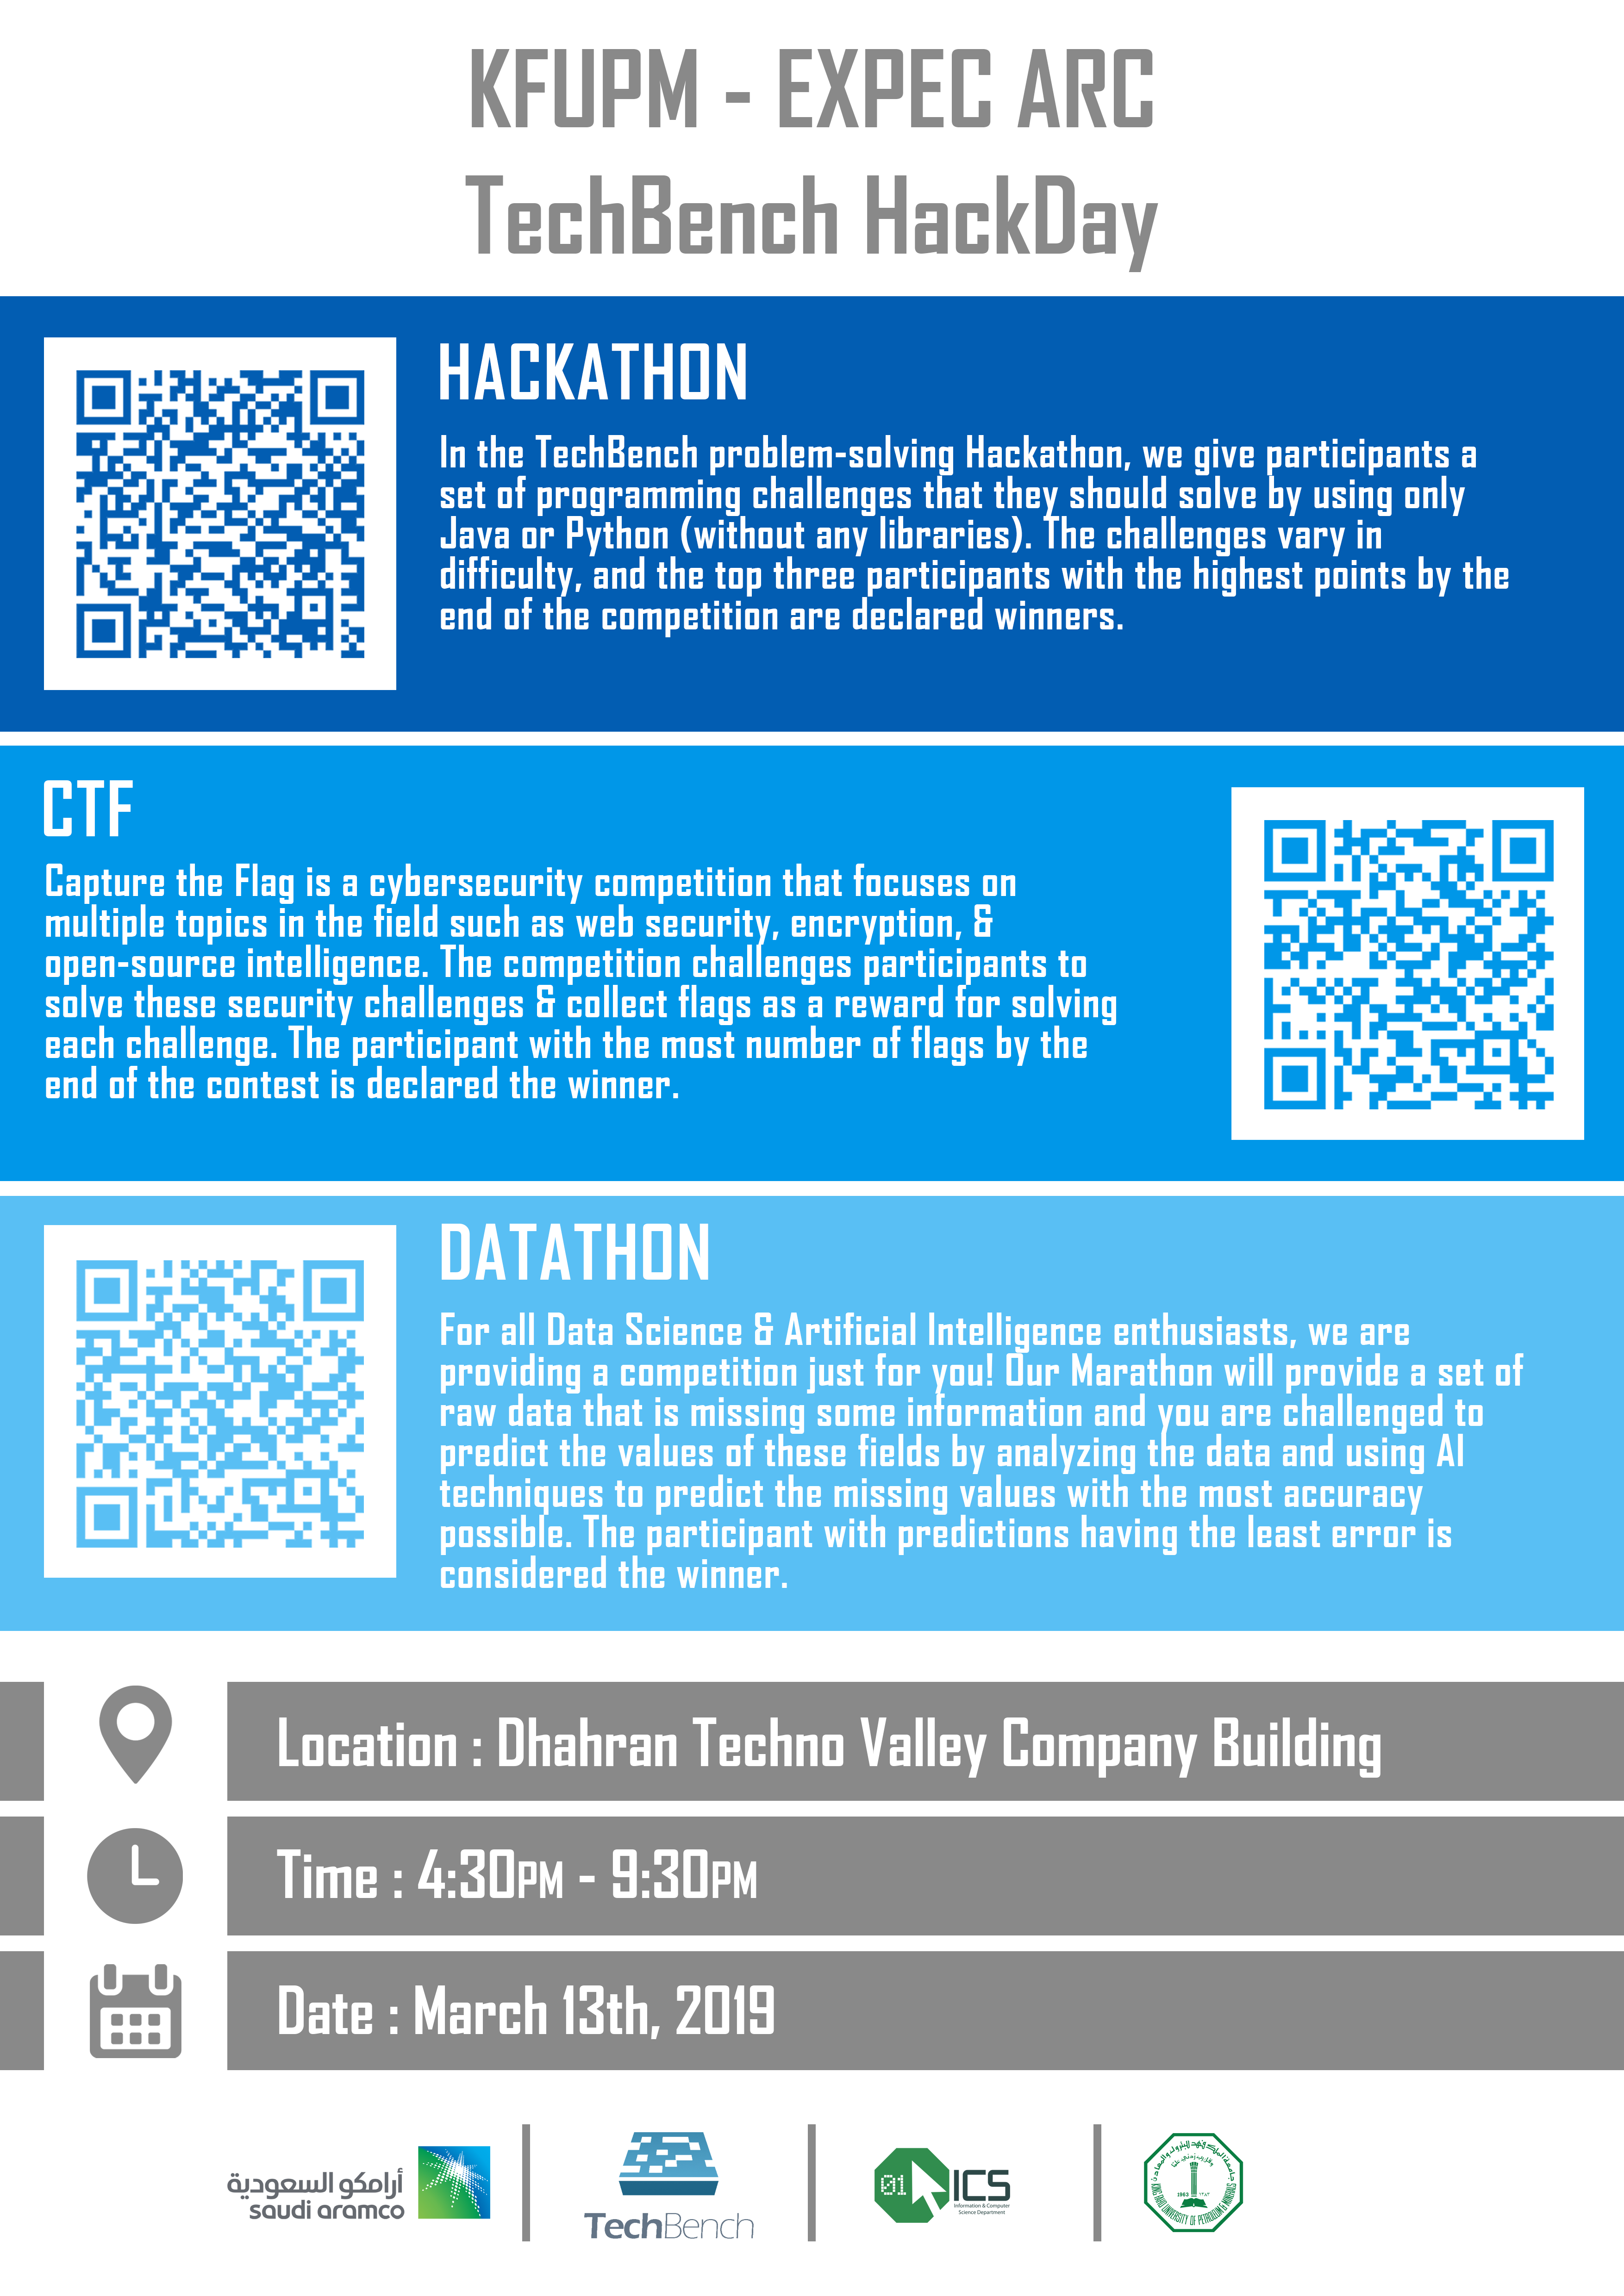 KFUPM - EXPEC ARC
TechBench HackDay
HACKATHON
In the TechBench problem-solving Hackathon, we give participants a
set of programming challenges that they should solve by using only
Java or Python (without any libraries). The challenges vary in
difficulty, and the top three participants with the highest points by the
end of the competition are declared winners.
CTF
Capture the Flag is a cybersecurity competition that focuses on
multiple topics in the field such as web security, encryption, &
open-source intelligence. The competition challenges participants to
solve these security challenges & collect flags as a reward for solving
each challenge. The participant with the most number of flags by the
end of the contest is declared the winner.
DATATHON
For all Data Science & Artificial Intelligence enthusiasts, we are
providing a competition just for you! Our Marathon will provide a set of
raw data that is missing some information and you are challenged to
predict the values of these fields by analyzing the data and using AI
techniques to predict the missing values with the most accuracy
possible. The participant with predictions having the least error is
considered the winner.
Location : Dhahran Techno Valley Company Building
Time : 4:30PM - 9:30PM
Date : March 13th, 2019
أرامكو السعودية
saudi aramco
TechBench
01
ICS
Information & Computer
Science Department
جامعة الملك فهد للبترول والمعادن
وقل رب زدني علما
1963 ١٣٨٣
KING FAHD UNIVERSITY OF PETROLEUM & MINERALS